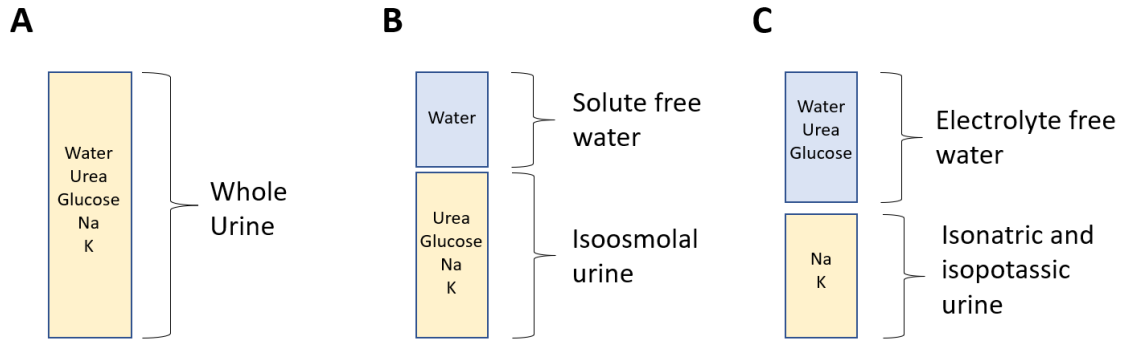 A
Water
Urea
Glucose
Na
K
Whole
Urine
B
Water
Solute free
water
Urea
Glucose
Na
K
Isoosmolal
urine
C
Water
Urea
Glucose
Electrolyte free
water
Na
K
Isonatric and
isopotassic
urine